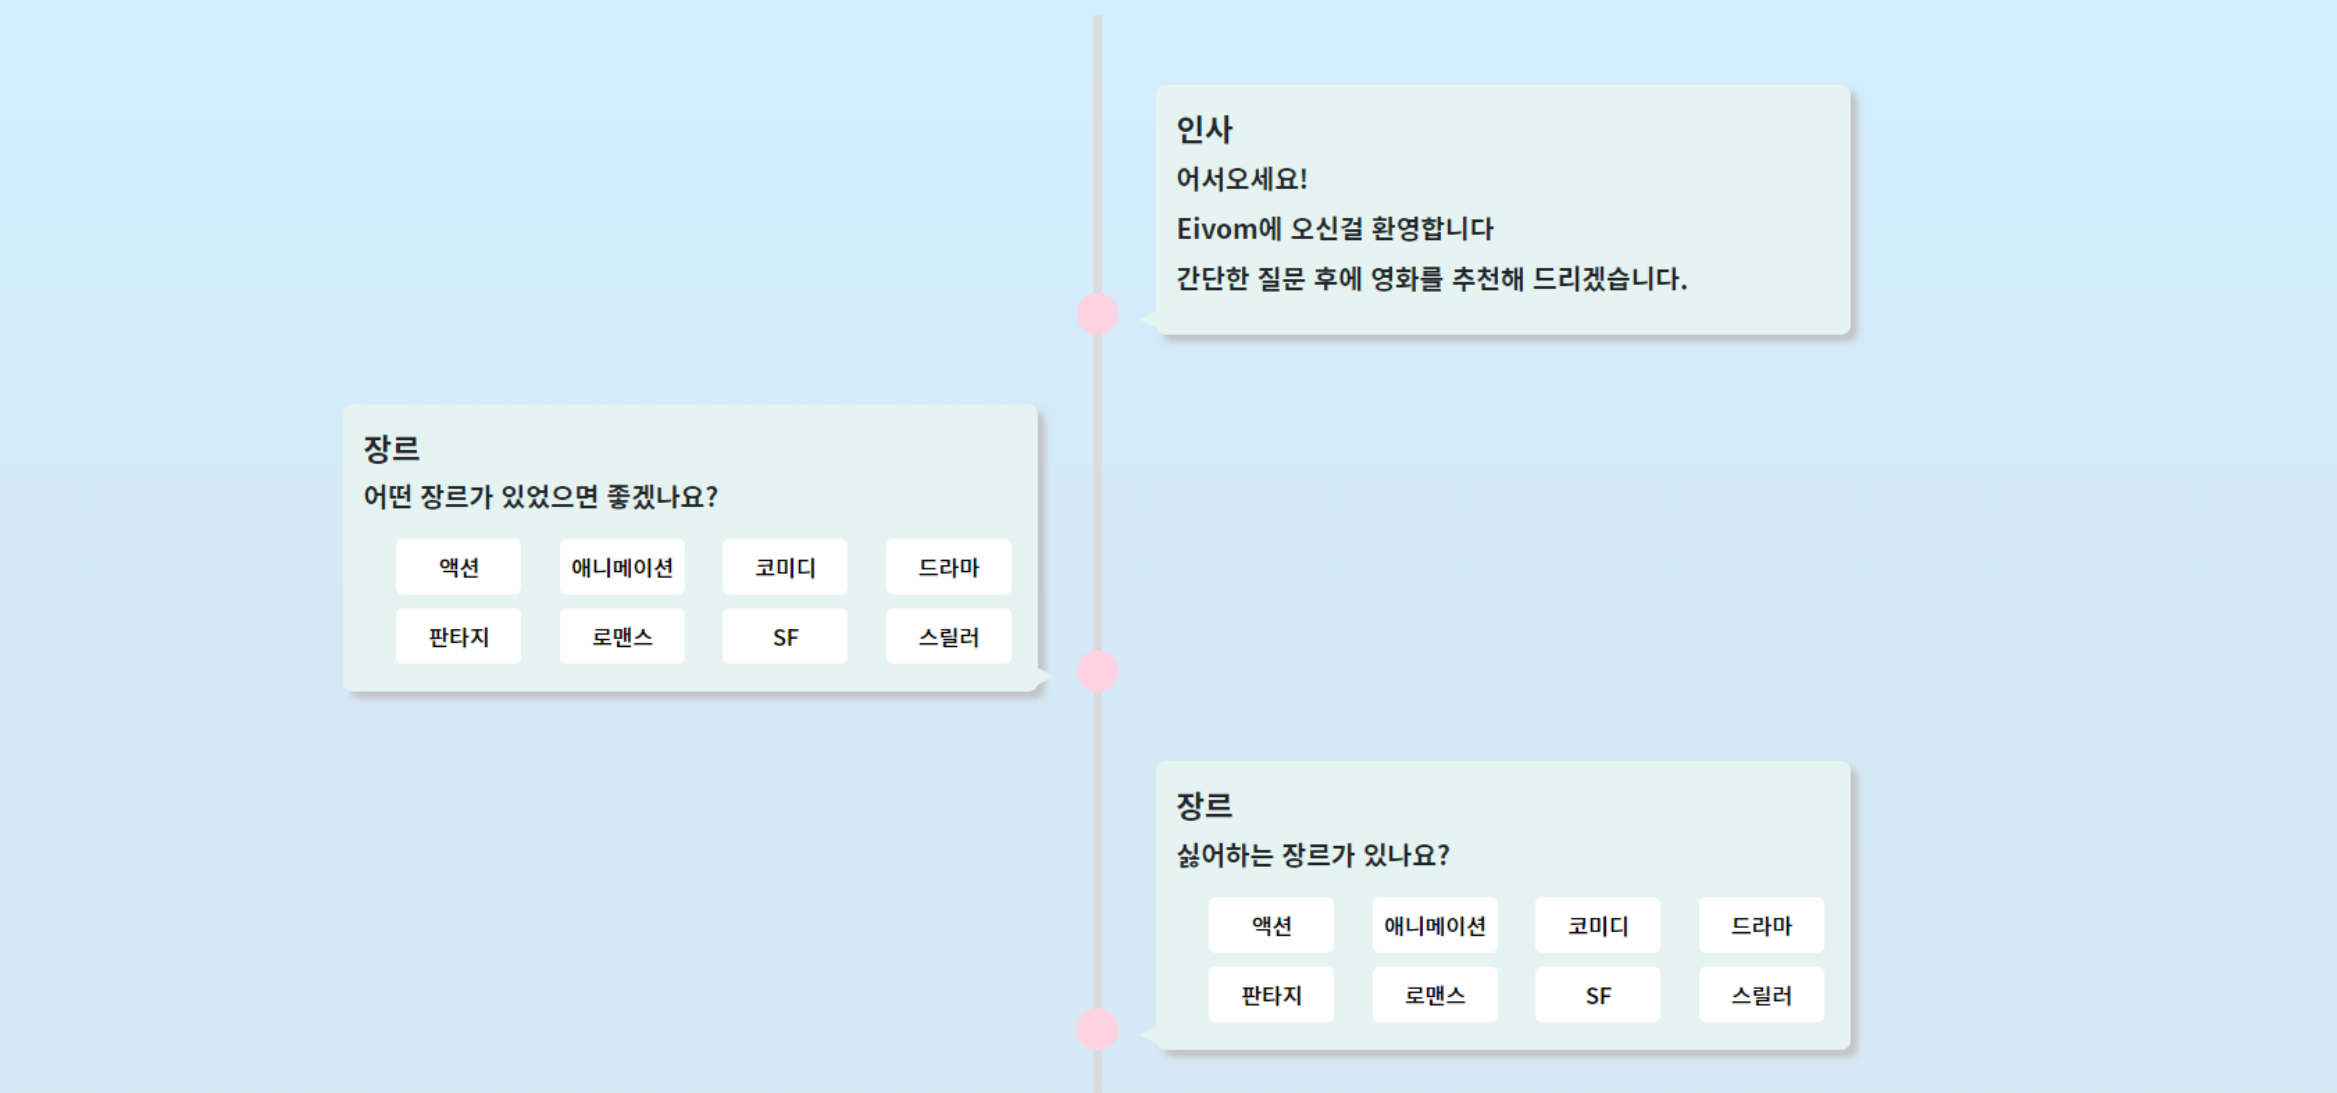 인사
어서오세요!
Eivom에 오신걸 환영합니다
간단한 질문 후에 영화를 추천해 드리겠습니다.
장르
어떤 장르가 있었으면 좋겠나요?
액션 애니메이션 코미디 드라마
판타지 로맨스 SF 스릴러
장르
싫어하는 장르가 있나요?
액션 애니메이션 코미디 드라마
판타지 로맨스 SF 스릴러